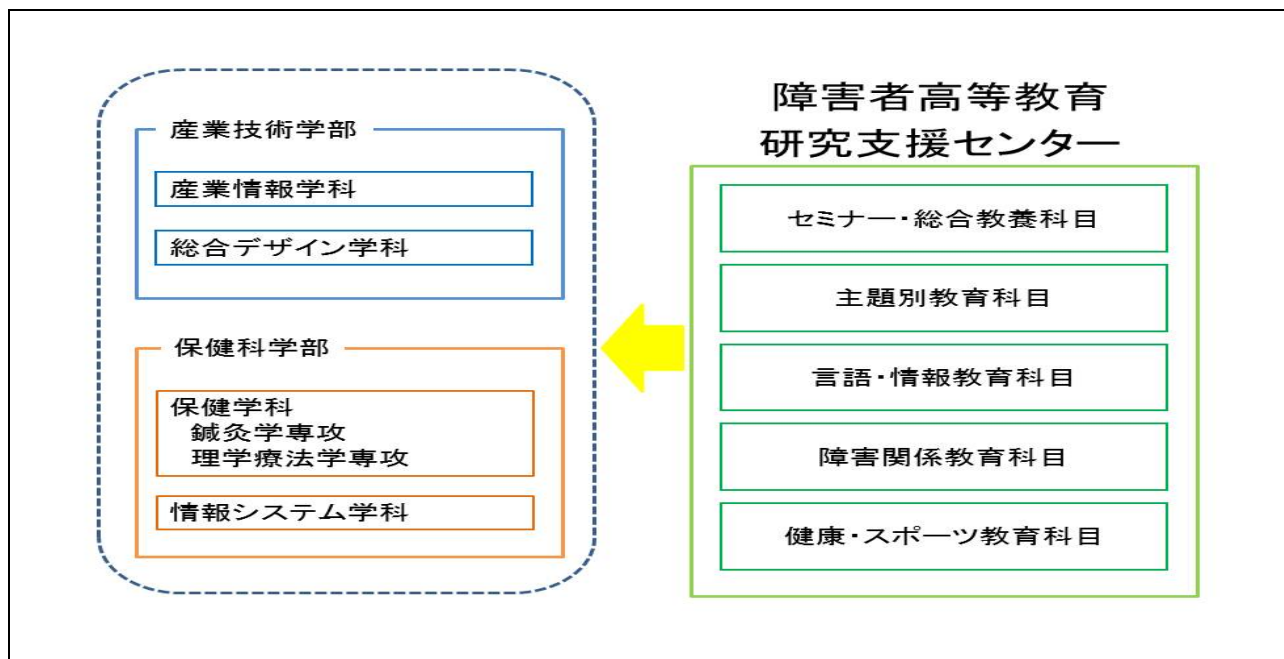 産業技術学部
産業情報学科
総合デザイン学科
保健科学部
保健学科
鍼灸学専攻
理学療法学専攻
情報システム学科
障害者高等教育
研究支援センター
セミナー・総合教養科目
主題別教育科目
言語・情報教育科目
障害関係教育科目
健康・スポーツ教育科目